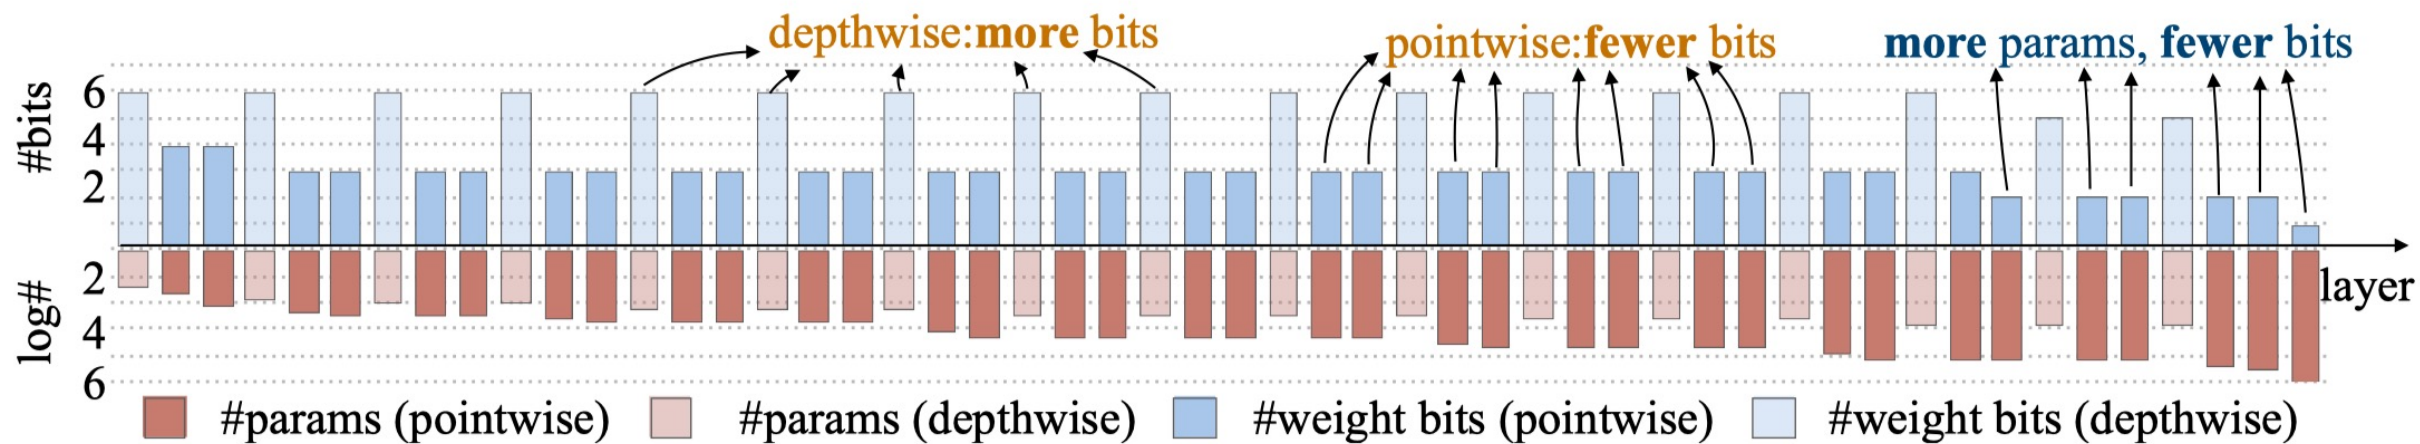 depthwise:more bits
pointwise:fewer bits
more params, fewer bits
#bits
6
4
2
log#
2
4
6
layer
#params (pointwise)
#params (depthwise)
#weight bits (pointwise)
#weight bits (depthwise)